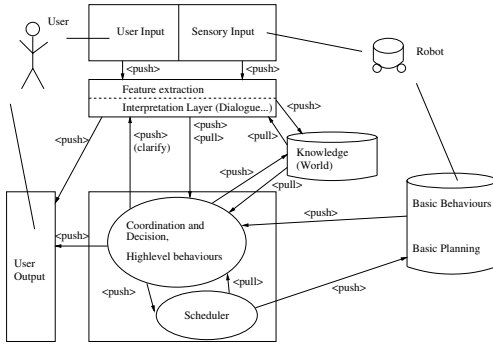 User
User Input
Sensory Input
Robot
<push>
<push>
Feature extraction
Interpretation Layer (Dialogue...)
<push>
<push>
<push>
(clarify)
<push>
<pull>
<pull>
Knowledge
(World)
<push>
<pull>
Basic Behaviours
Basic Planning
<push>
Coordination and
Decision,
Highlevel behaviours
<push>
User
Output
<push>
<pull>
Scheduler
<push>